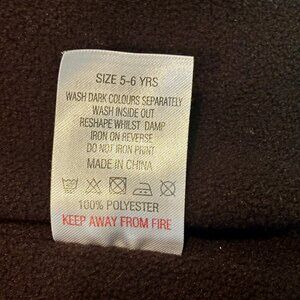 SIZE 5-6 YRS
WASH DARK COLOURS SEPARATELY
WASH INSIDE OUT
RESHAPE WHILST DAMP
IRON ON REVERSE
DO NOT IRON PRINT
MADE IN CHINA
100% POLYESTER
KEEP AWAY FROM FIRE